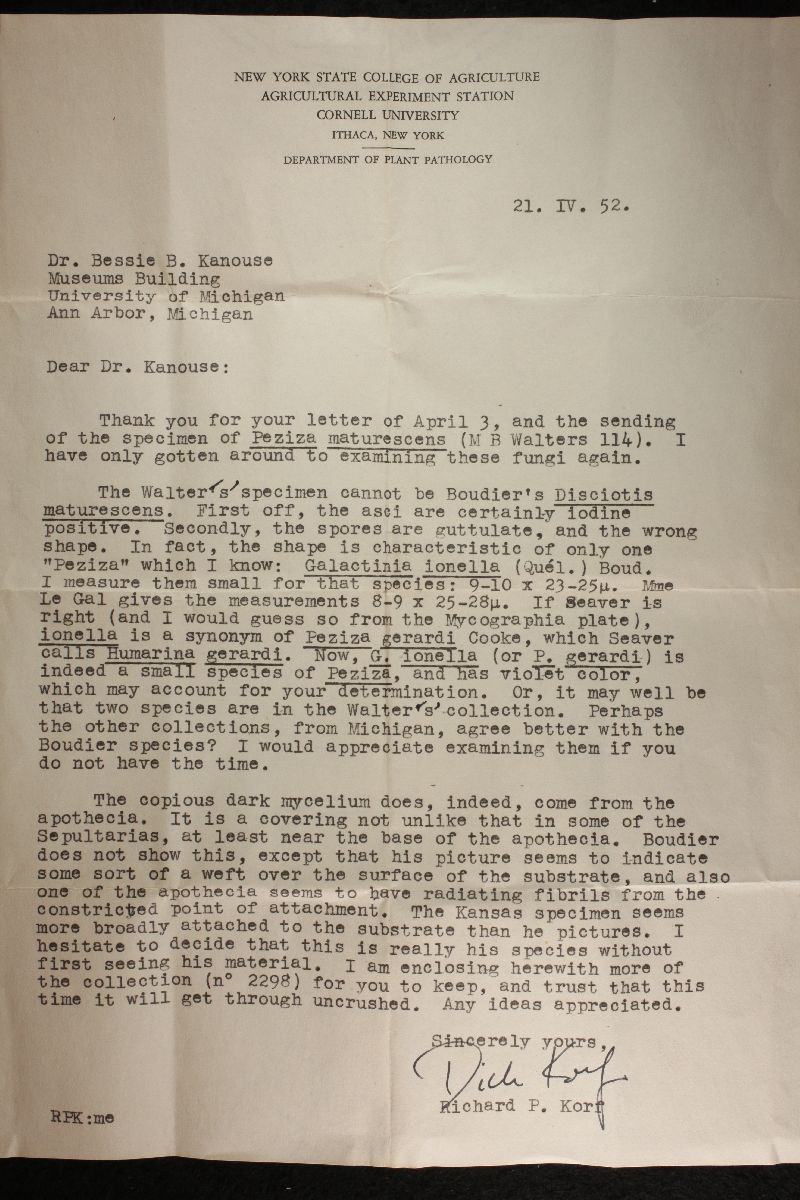 NEW YORK STATE COLLEGE OF AGRICULTURE
AGRICULTURAL EXPERIMENT STATION
CORNELL UNIVERSITY
ITHACA, NEW YORK
DEPARTMENT OF PLANT PATHOLOGY
21. IV. 52.
Dr. Bessie B. Kanouse
Museums Building
University of Michigan
Ann Arbor, Michigan
Dear Dr. Kanouse:
Thank you for your letter of April 3, and the sending
of the specimen of Peziza maturescens (M B Walters 114). I
have only gotten around to examining these fungi again.
The Walter's specimen cannot be Boudier's Disciotis
maturescens. First off, the asci are certainly iodine
positive. Secondly, the spores are guttulate, and the wrong
shape. In fact, the shape is characteristic of only one
"Peziza" which I know: Galactinia ionella (Quél.) Boud.
I measure them small for that species: 9-10 x 23-25µ. Mme
Le Gal gives the measurements 8-9 x 25-28µ. If Seaver is
right (and I would guess so from the Mycographia plate),
ionella is a synonym of Peziza gerardi Cooke, which Seaver
calls Humarina gerardi. Now, G. ionella (or P. gerardi) is
indeed a small species of Peziza, and has violet color,
which may account for your determination. Or, it may well be
that two species are in the Walter's collection. Perhaps
the other collections, from Michigan, agree better with the
Boudier species? I would appreciate examining them if you
do not have the time.
The copious dark mycelium does, indeed, come from the
apothecia. It is a covering not unlike that in some of the
Sepultarias, at least near the base of the apothecia. Boudier
does not show this, except that his picture seems to indicate
some sort of a weft over the surface of the substrate, and also
one of the apothecia seems to have radiating fibrils from the
constricted point of attachment. The Kansas specimen seems
more broadly attached to the substrate than he pictures. I
hesitate to decide that this is really his species without
first seeing his material. I am enclosing herewith more of
the collection (n° 2298) for you to keep, and trust that this
time it will get through uncrushed. Any ideas appreciated.
Sincerely yours,
Dick Korf
Richard P. Korf
RPK:me